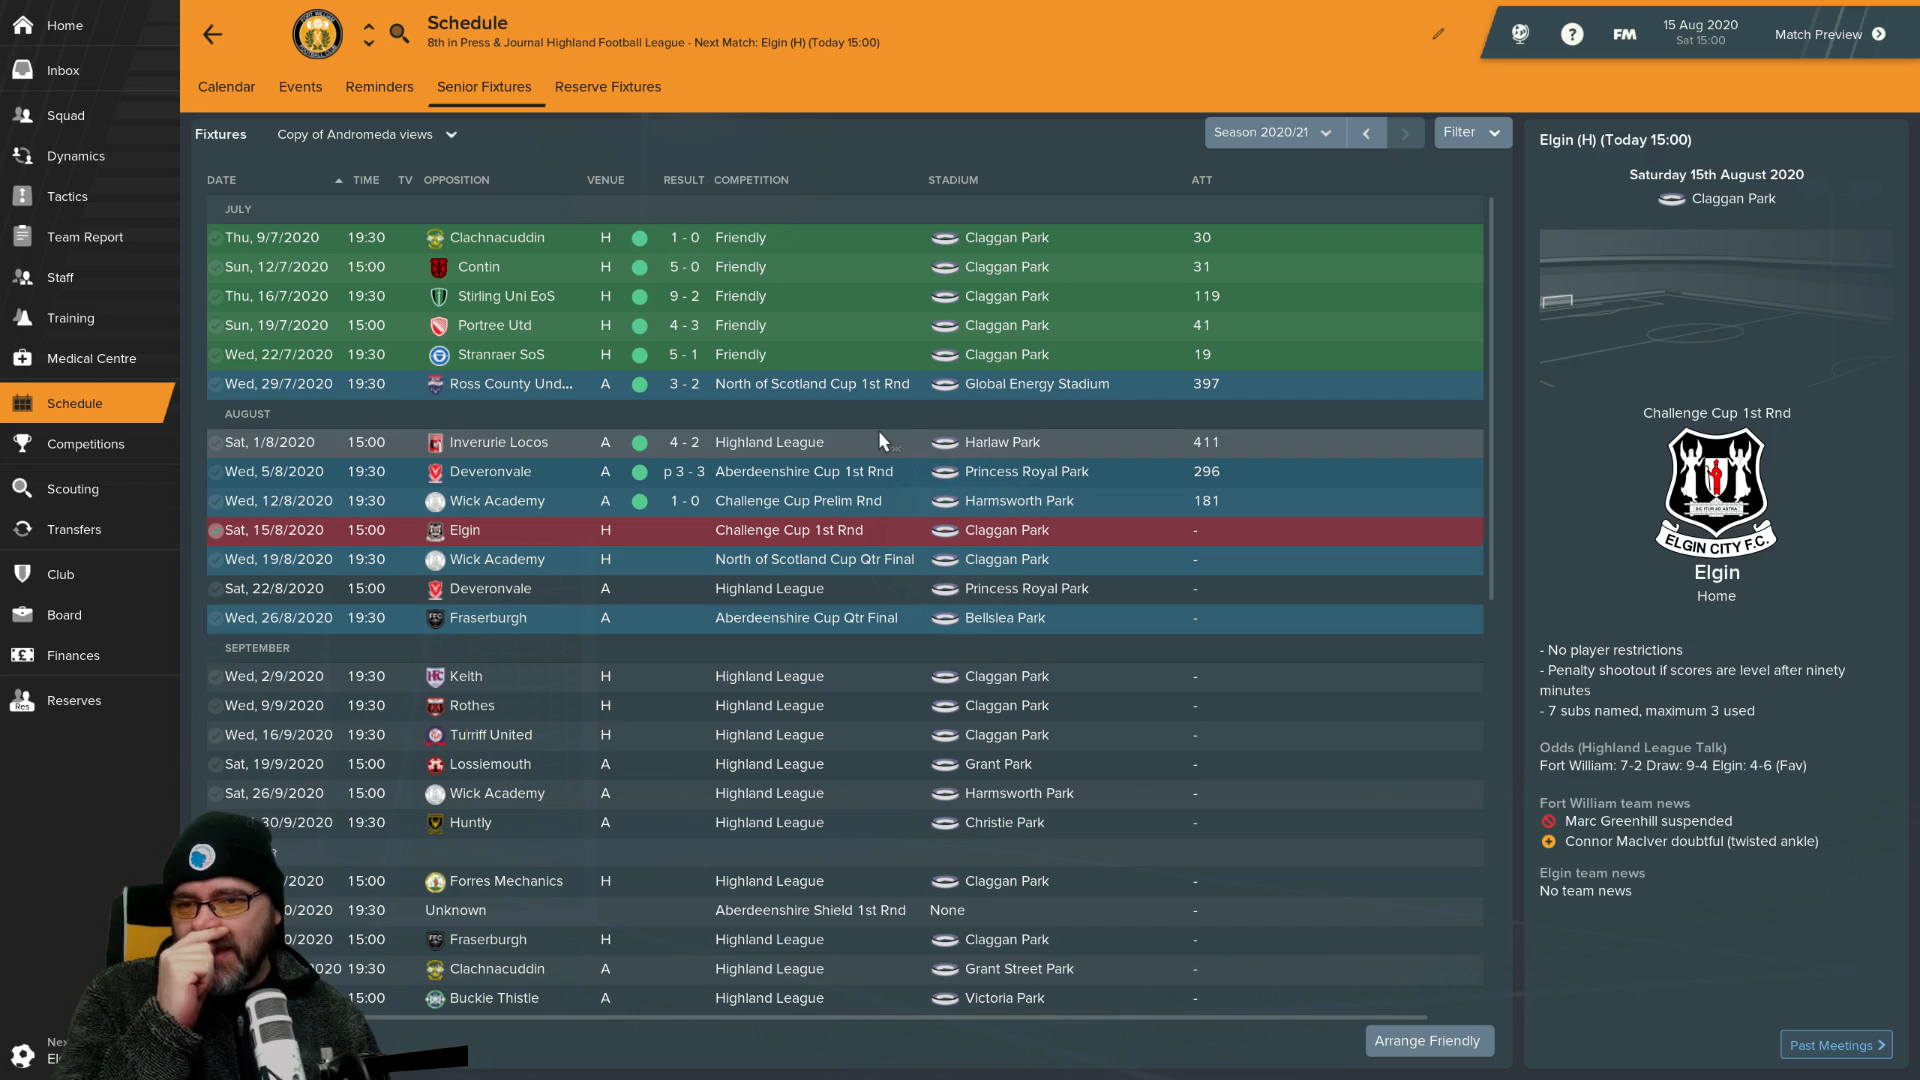 Home
Inbox
Squad
Dynamics
Tactics
Team Report
Staff
Training
Medical Centre
Schedule
Competitions
Scouting
Transfers
Club
Board
Finances
Res
Reserves
Schedule
8th in Press & Journal Highland Football League - Next Match: Elgin (H) (Today 15:00)
FM
15 Aug 2020
Sat 15:00
Match Preview
Calendar Events Reminders Senior Fixtures Reserve Fixtures
Fixtures Copy of Andromeda views Season 2020/21 Filter
DATE TIME TV OPPOSITION VENUE RESULT COMPETITION STADIUM ATT
JULY
Thu, 9/7/2020 19:30 Clachnacuddin H 1 - 0 Friendly Claggan Park 30
Sun, 12/7/2020 15:00 Contin H 5 - 0 Friendly Claggan Park 31
Thu, 16/7/2020 19:30 Stirling Uni EoS H 9 - 2 Friendly Claggan Park 119
Sun, 19/7/2020 15:00 Portree Utd H 4 - 3 Friendly Claggan Park 41
Wed, 22/7/2020 19:30 Stranraer SoS H 5 - 1 Friendly Claggan Park 19
Wed, 29/7/2020 19:30 Ross County Und... A 3 - 2 North of Scotland Cup 1st Rnd Global Energy Stadium 397
AUGUST
Sat, 1/8/2020 15:00 Inverurie Locos A 4 - 2 Highland League Harlaw Park 411
Wed, 5/8/2020 19:30 Deveronvale A p 3 - 3 Aberdeenshire Cup 1st Rnd Princess Royal Park 296
Wed, 12/8/2020 19:30 Wick Academy A 1 - 0 Challenge Cup Prelim Rnd Harmsworth Park 181
Sat, 15/8/2020 15:00 Elgin H Challenge Cup 1st Rnd Claggan Park -
Wed, 19/8/2020 19:30 Wick Academy H North of Scotland Cup Qtr Final Claggan Park -
Sat, 22/8/2020 15:00 Deveronvale A Highland League Princess Royal Park -
Wed, 26/8/2020 19:30 Fraserburgh A Aberdeenshire Cup Qtr Final Bellslea Park -
SEPTEMBER
Wed, 2/9/2020 19:30 Keith H Highland League Claggan Park -
Wed, 9/9/2020 19:30 Rothes H Highland League Claggan Park -
Wed, 16/9/2020 19:30 Turriff United H Highland League Claggan Park -
Sat, 19/9/2020 15:00 Lossiemouth A Highland League Grant Park -
Sat, 26/9/2020 15:00 Wick Academy A Highland League Harmsworth Park -
30/9/2020 19:30 Huntly A Highland League Christie Park -
R
/2020 15:00 Forres Mechanics H Highland League Claggan Park -
0/2020 19:30 Unknown Aberdeenshire Shield 1st Rnd None -
0/2020 15:00 Fraserburgh H Highland League Claggan Park -
020 19:30 Clachnacuddin A Highland League Grant Street Park -
15:00 Buckie Thistle A Highland League Victoria Park -
Arrange Friendly
Elgin (H) (Today 15:00)
Saturday 15th August 2020
Claggan Park
Challenge Cup 1st Rnd
ELGIN CITY F.C.
Elgin
Home
- No player restrictions
- Penalty shootout if scores are level after ninety
minutes
- 7 subs named, maximum 3 used
Odds (Highland League Talk)
Fort William: 7-2 Draw: 9-4 Elgin: 4-6 (Fav)
Fort William team news
Marc Greenhill suspended
Connor MacIver doubtful (twisted ankle)
Elgin team news
No team news
Past Meetings